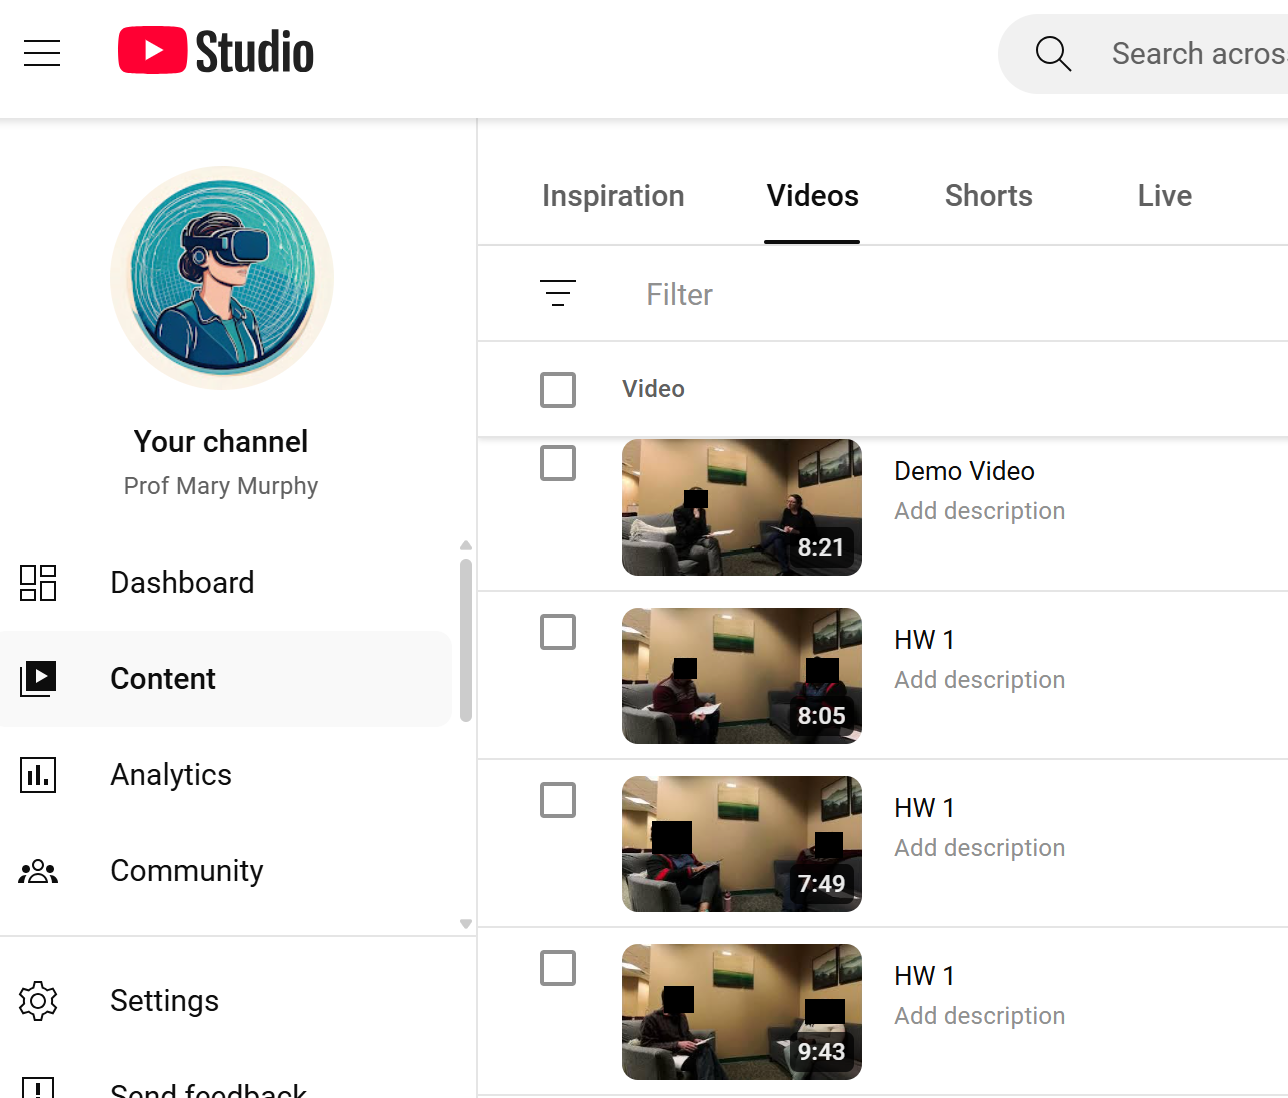 Studio
Search acros
Your channel
Prof Mary Murphy
Dashboard
Content
Analytics
Community
Settings
Send feedback
Inspiration
Videos
Shorts
Live
Filter
Video
8:21
Demo Video
Add description
8:05
HW 1
Add description
7:49
HW 1
Add description
9:43
HW 1
Add description